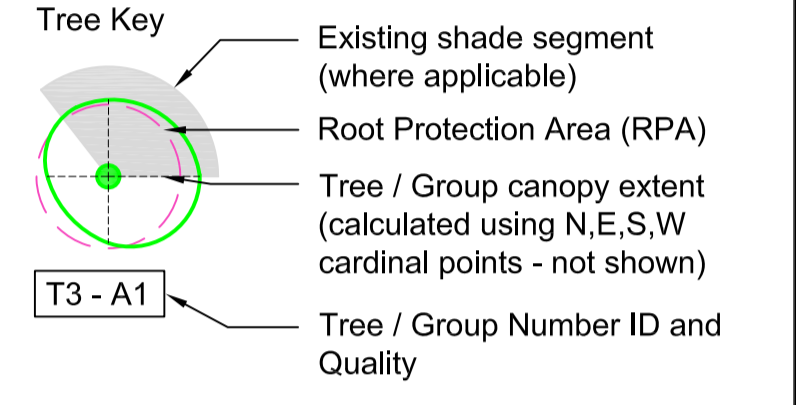 Tree Key
Existing shade segment
(where applicable)
Root Protection Area (RPA)
Tree / Group canopy extent
(calculated using N,E,S,W
cardinal points - not shown)
T3 - A1
Tree / Group Number ID and
Quality